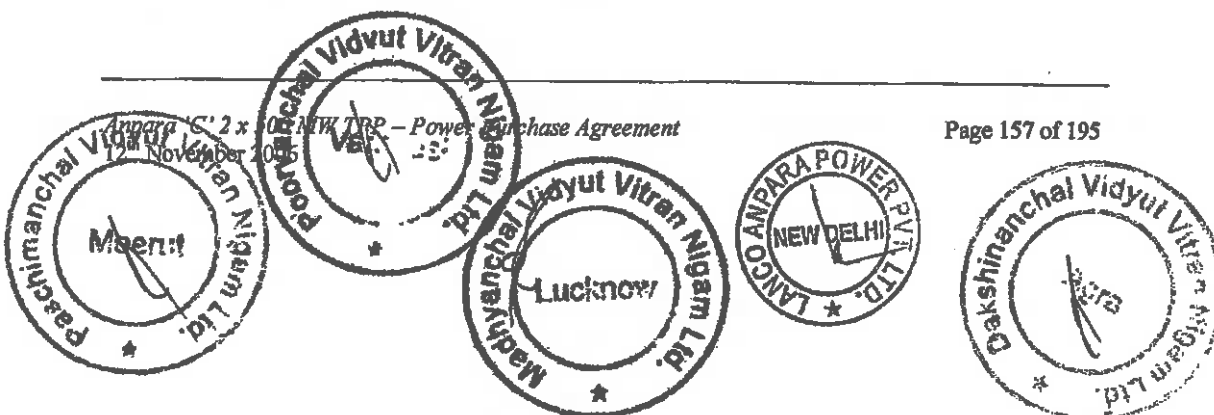 Anpara 'C' 2 x MW TPP – Power Purchase Agreement
12th November 2006
Page 157 of 195
Paschimanchal Vidyut Vitran Nigam Ltd.
Meerut
Poorvanchal Vidyut Vitran Nigam Ltd.
Madhyanchal Vidyut Vitran Nigam Ltd.
Lucknow
LANCO ANPARA POWER PVT. LTD.
NEW DELHI
Dakshinanchal Vidyut Vitran Nigam Ltd.
Agra